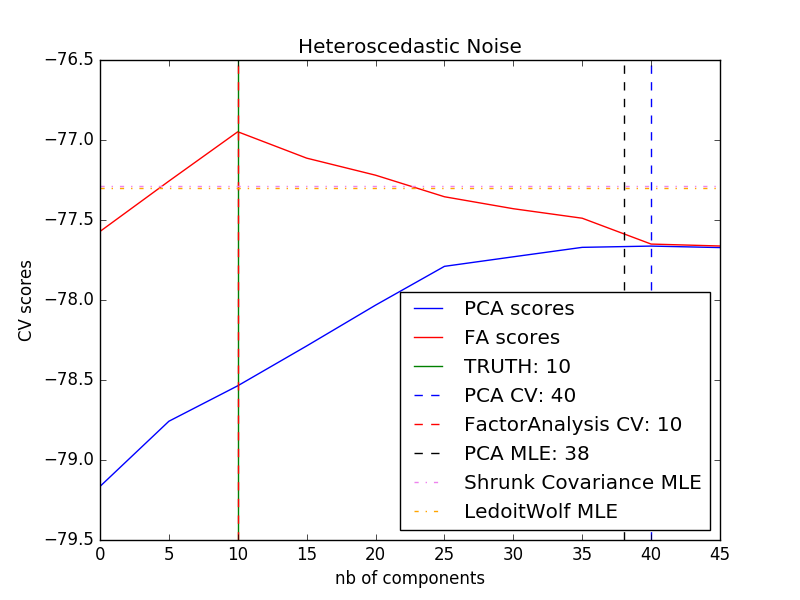 Heteroscedastic Noise
−76.5
−77.0
−77.5
−78.0
−78.5
−79.0
−79.5
CV scores
PCA scores
FA scores
TRUTH: 10
PCA CV: 40
FactorAnalysis CV: 10
PCA MLE: 38
Shrunk Covariance MLE
LedoitWolf MLE
0 5 10 15 20 25 30 35 40 45
nb of components